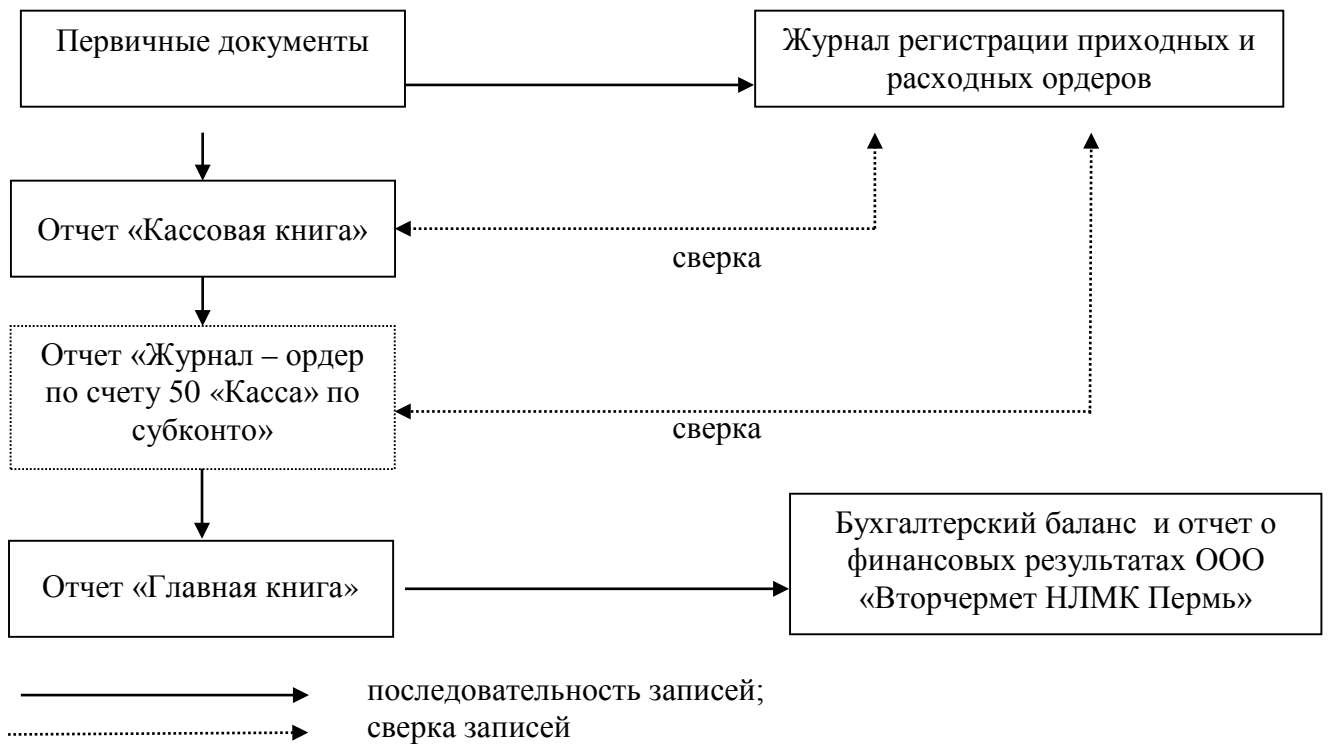 Первичные документы
Журнал регистрации приходных и
расходных ордеров
Отчет «Кассовая книга»
сверка
Отчет «Журнал – ордер
по счету 50 «Касса» по
субконто»
сверка
Отчет «Главная книга»
Бухгалтерский баланс и отчет о
финансовых результатах ООО
«Вторчермет НЛМК Пермь»
последовательность записей;
сверка записей